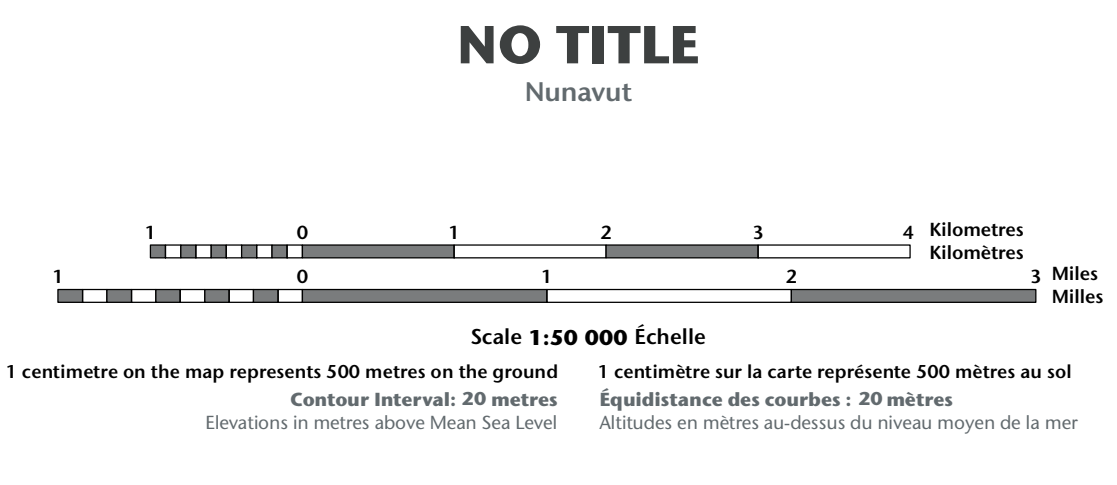 NO TITLE
Nunavut
1 0 1 2 3 4 Kilometres
Kilomètres
1 0 1 2 3 Miles
Milles
Scale 1:50 000 Échelle
1 centimetre on the map represents 500 metres on the ground
Contour Interval: 20 metres
Elevations in metres above Mean Sea Level
1 centimètre sur la carte représente 500 mètres au sol
Équidistance des courbes : 20 mètres
Altitudes en mètres au-dessus du niveau moyen de la mer